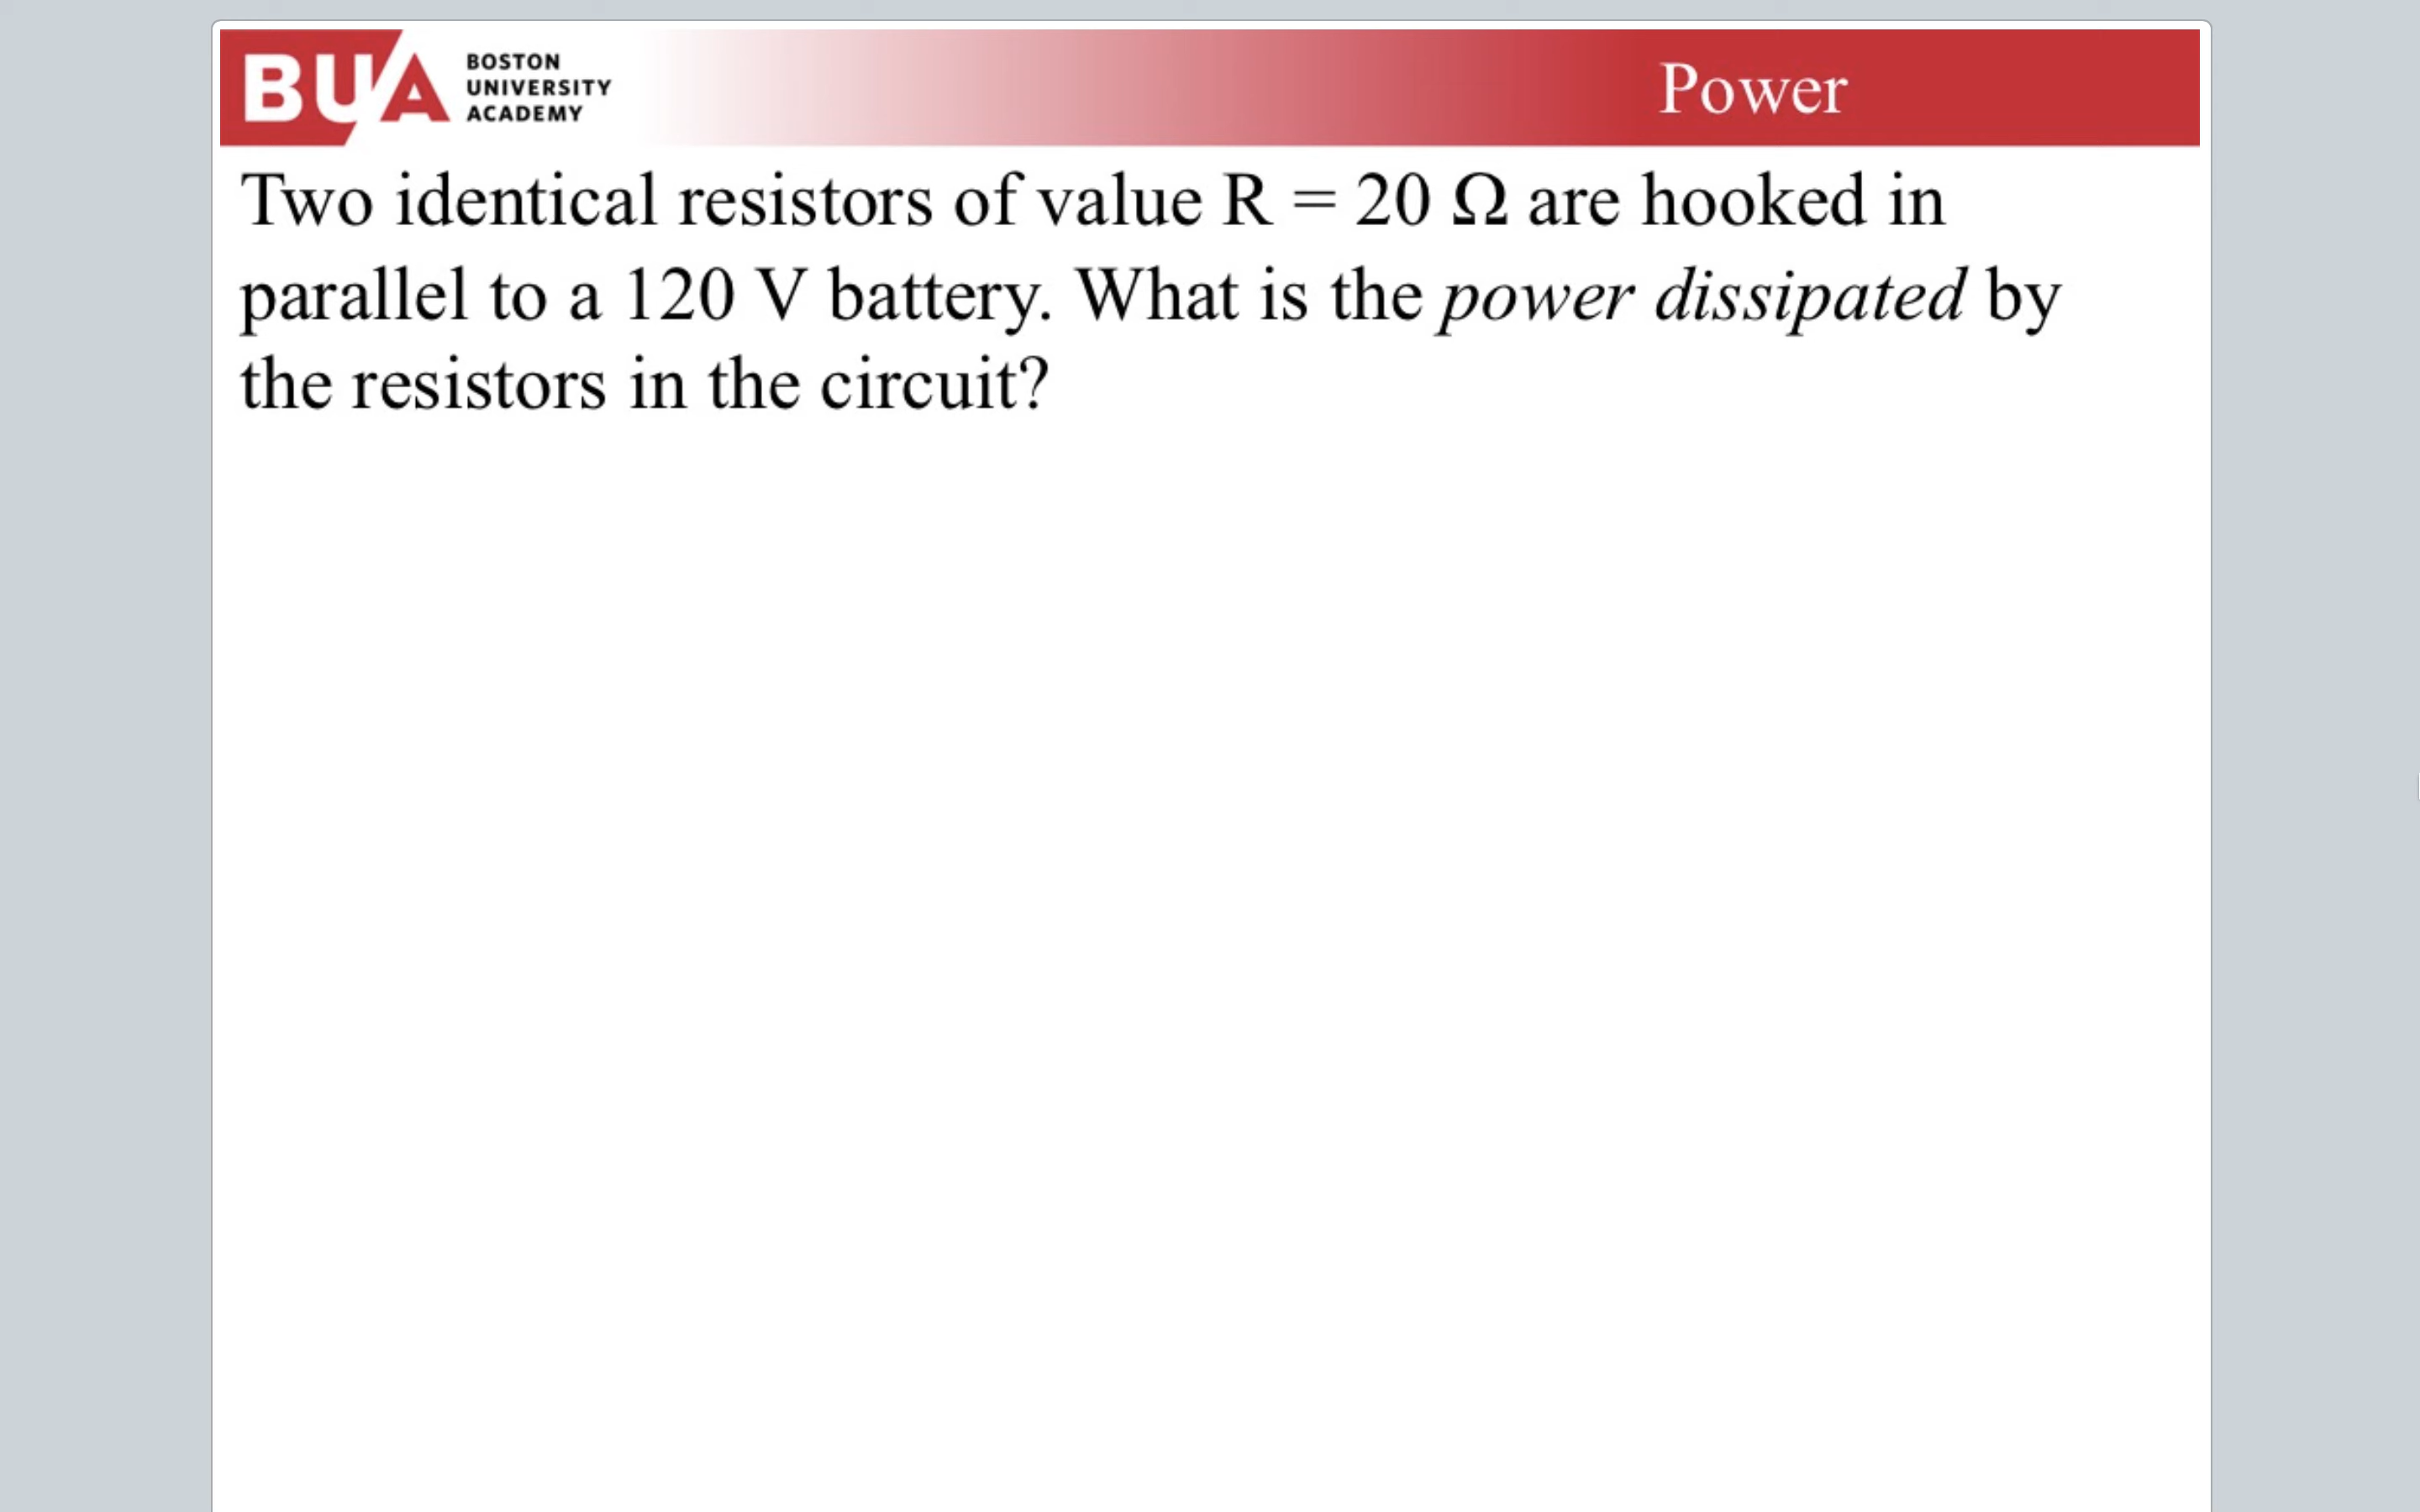 BUA
BOSTON
UNIVERSITY
ACADEMY
Power
Two identical resistors of value R = 20 Ω are hooked in
parallel to a 120 V battery. What is the power dissipated by
the resistors in the circuit?